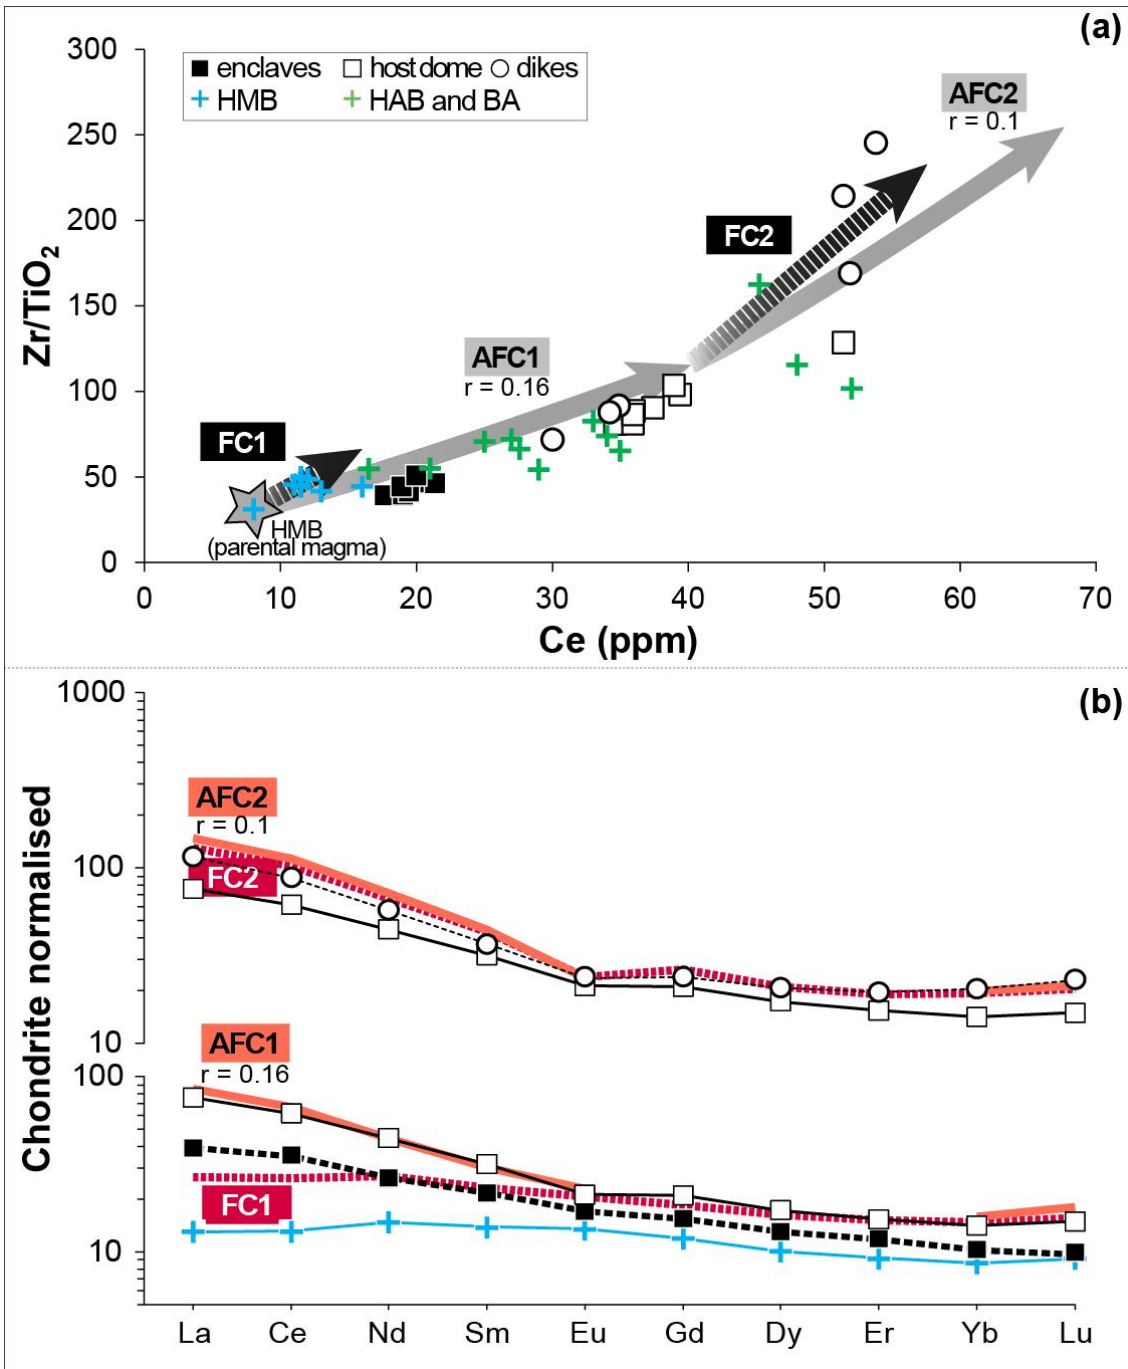 (a)
300
250
200
150
100
50
0
Zr/TiO₂
enclaves host dome dikes
HMB HAB and BA
AFC2
r = 0.1
FC2
AFC1
r = 0.16
FC1
HMB
(parental magma)
0 10 20 30 40 50 60 70
Ce (ppm)
(b)
1000
100
10
Chondrite normalised
AFC2
r = 0.1
FC2
AFC1
r = 0.16
100
10
FC1
La Ce Nd Sm Eu Gd Dy Er Yb Lu